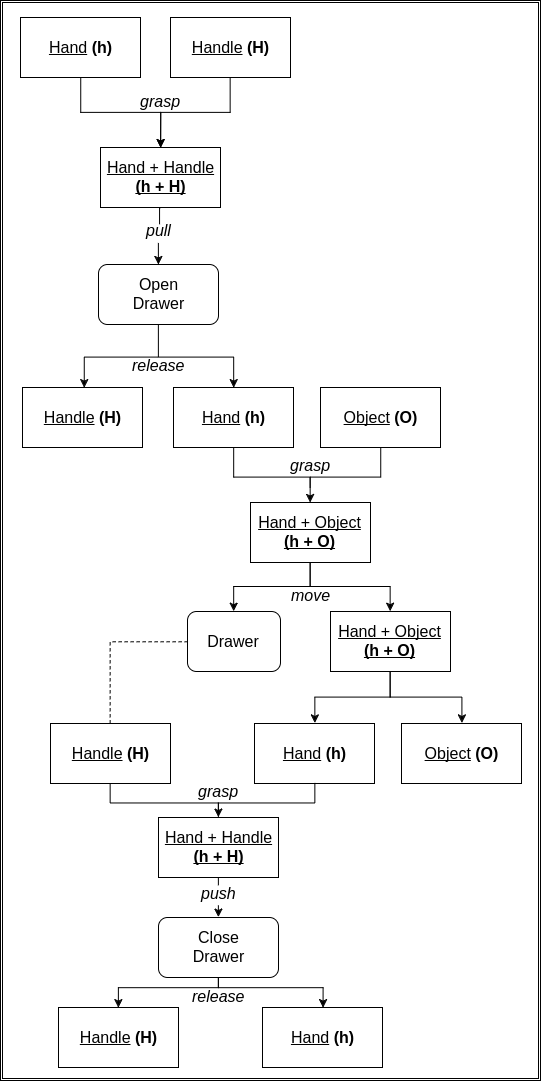 Hand (h)
Handle (H)
grasp
Hand + Handle
(h + H)
pull
Open
Drawer
release
Handle (H)
Hand (h)
Object (O)
grasp
Hand + Object
(h + O)
move
Drawer
Hand + Object
(h + O)
Handle (H)
Hand (h)
Object (O)
grasp
Hand + Handle
(h + H)
push
Close
Drawer
release
Handle (H)
Hand (h)